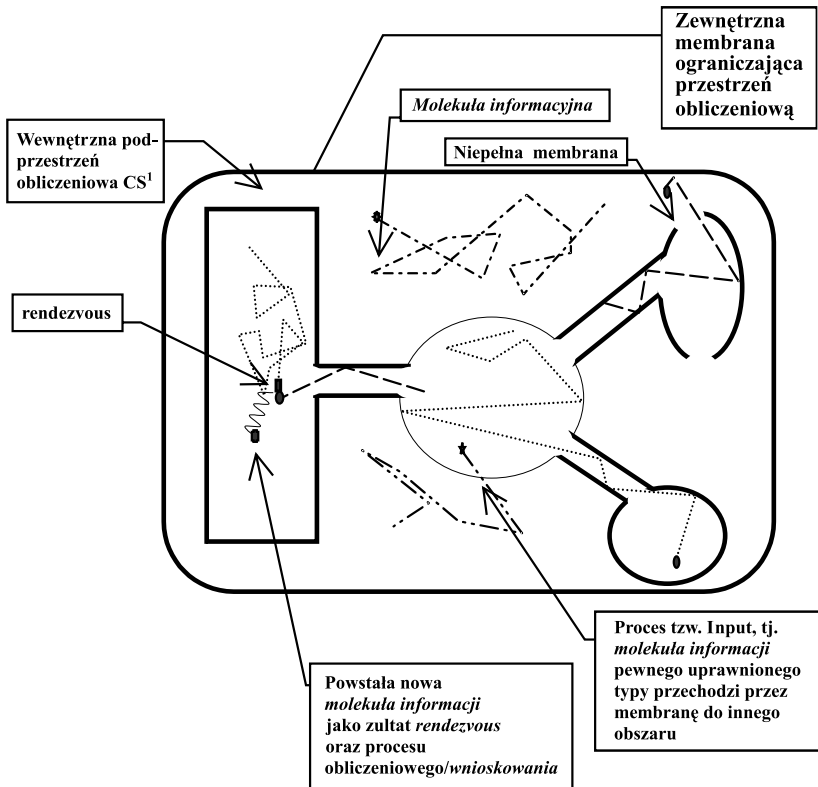 Zewnętrzna
membrana
ograniczająca
przestrzeń
obliczeniową
Molekuła informacyjna
Niepełna membrana
Wewnętrzna pod-
przestrzeń
obliczeniowa CS¹
rendezvous
Proces tzw. Input, tj.
molekuła informacji
pewnego uprawnionego
typy przechodzi przez
membranę do innego
obszaru
Powstała nowa
molekuła informacji
jako zultat rendezvous
oraz procesu
obliczeniowego/wnioskowania